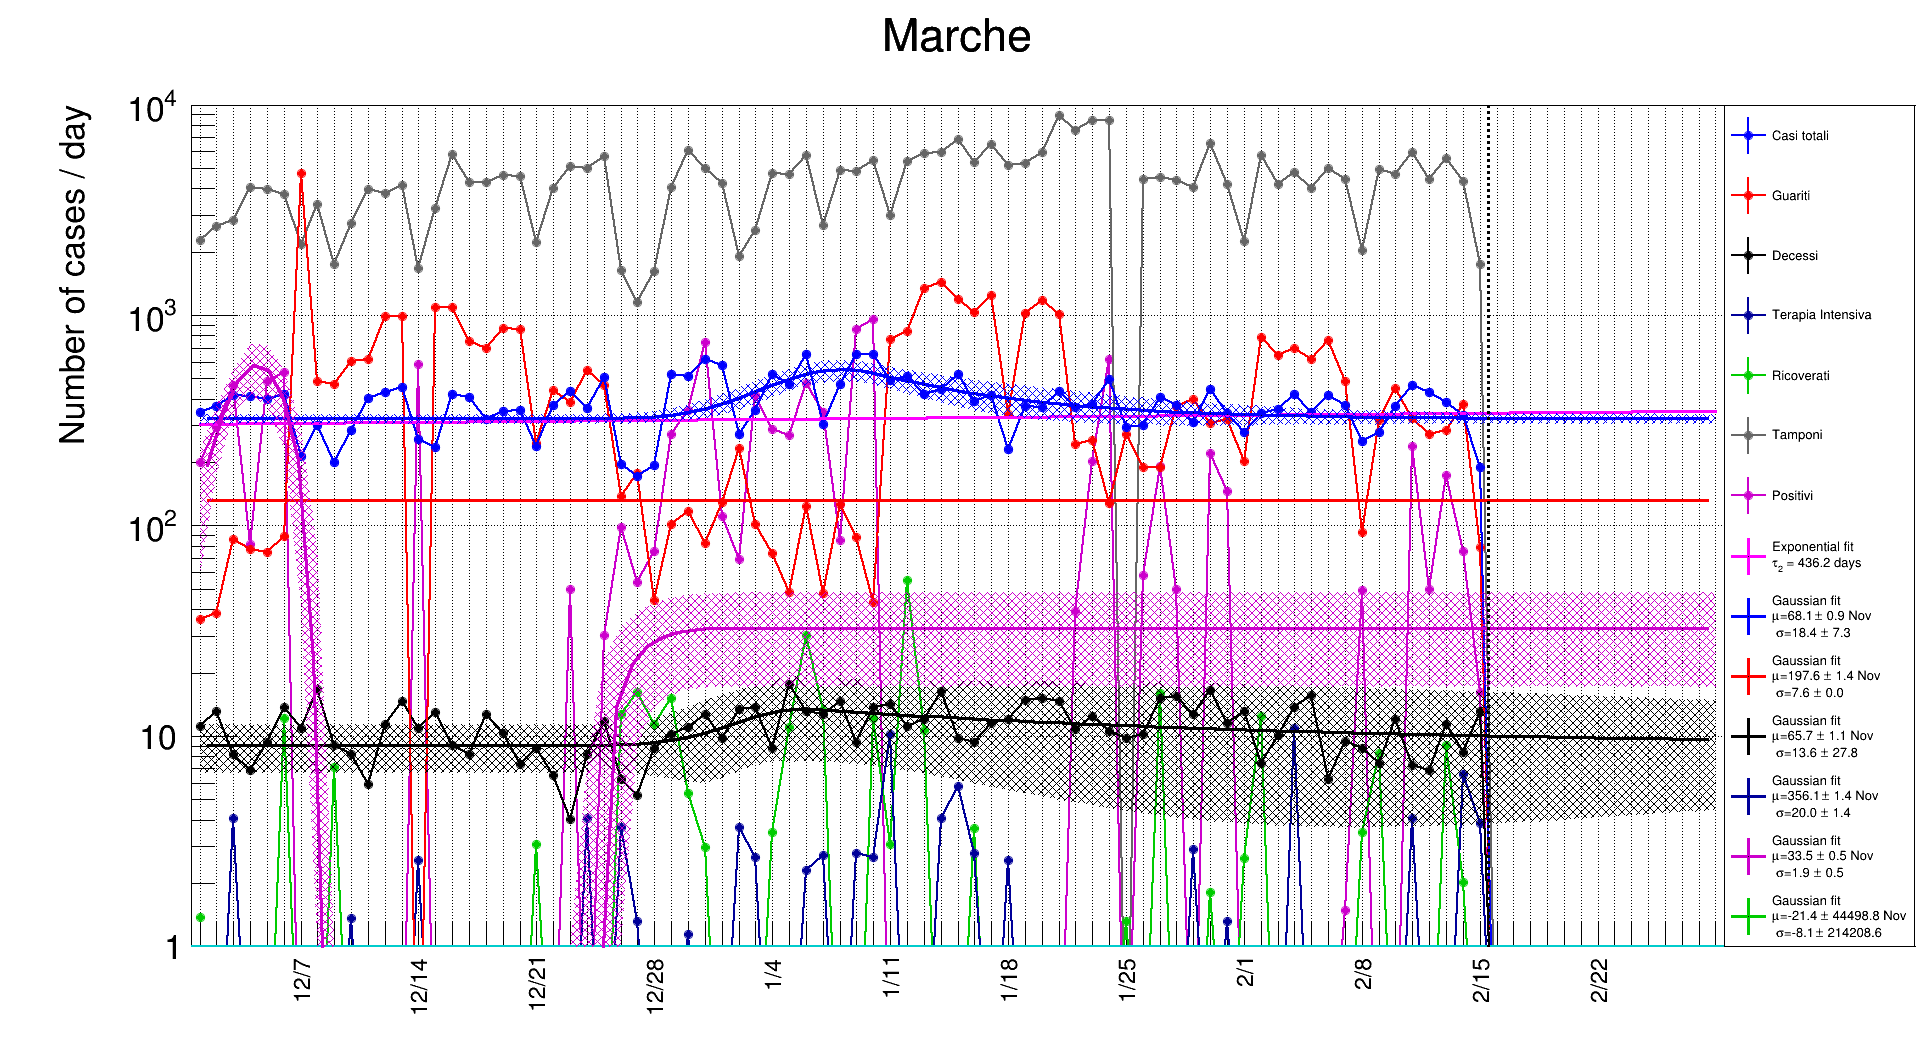 Marche
Number of cases / day
10^4
10^3
10^2
10
1
12/7
12/14
12/21
12/28
1/4
1/11
1/18
1/25
2/1
2/8
2/15
2/22
Casi totali
Guariti
Decessi
Terapia Intensiva
Ricoverati
Tamponi
Positivi
Exponential fit
τ₂ = 436.2 days
Gaussian fit
μ=68.1± 0.9 Nov
σ=18.4± 7.3
Gaussian fit
μ=197.6± 1.4 Nov
σ=7.6± 0.0
Gaussian fit
μ=65.7± 1.1 Nov
σ=13.6± 27.8
Gaussian fit
μ=356.1± 1.4 Nov
σ=20.0± 1.4
Gaussian fit
μ=33.5± 0.5 Nov
σ=1.9± 0.5
Gaussian fit
μ=-21.4± 44498.8 Nov
σ=-8.1± 214208.6